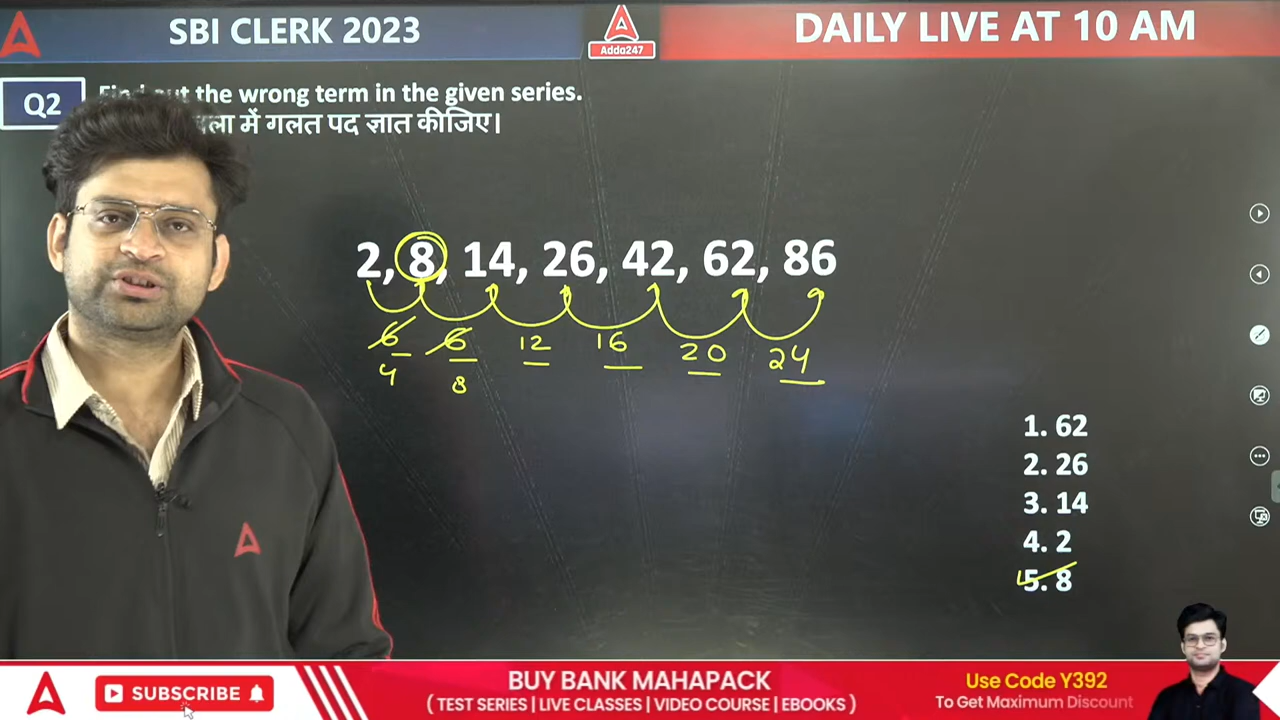 SBI CLERK 2023
Adda247
DAILY LIVE AT 10 AM
Q2
the wrong term in the given series.
में गलत पद ज्ञात कीजिए।
2, 8, 14, 26, 42, 62, 86
6 6 12 16 20 24
4 8
1. 62
2. 26
3. 14
4. 2
5. 8
SUBSCRIBE
BUY BANK MAHAPACK
( TEST SERIES | LIVE CLASSES | VIDEO COURSE | EBOOKS )
Use Code Y392
To Get Maximum Discount